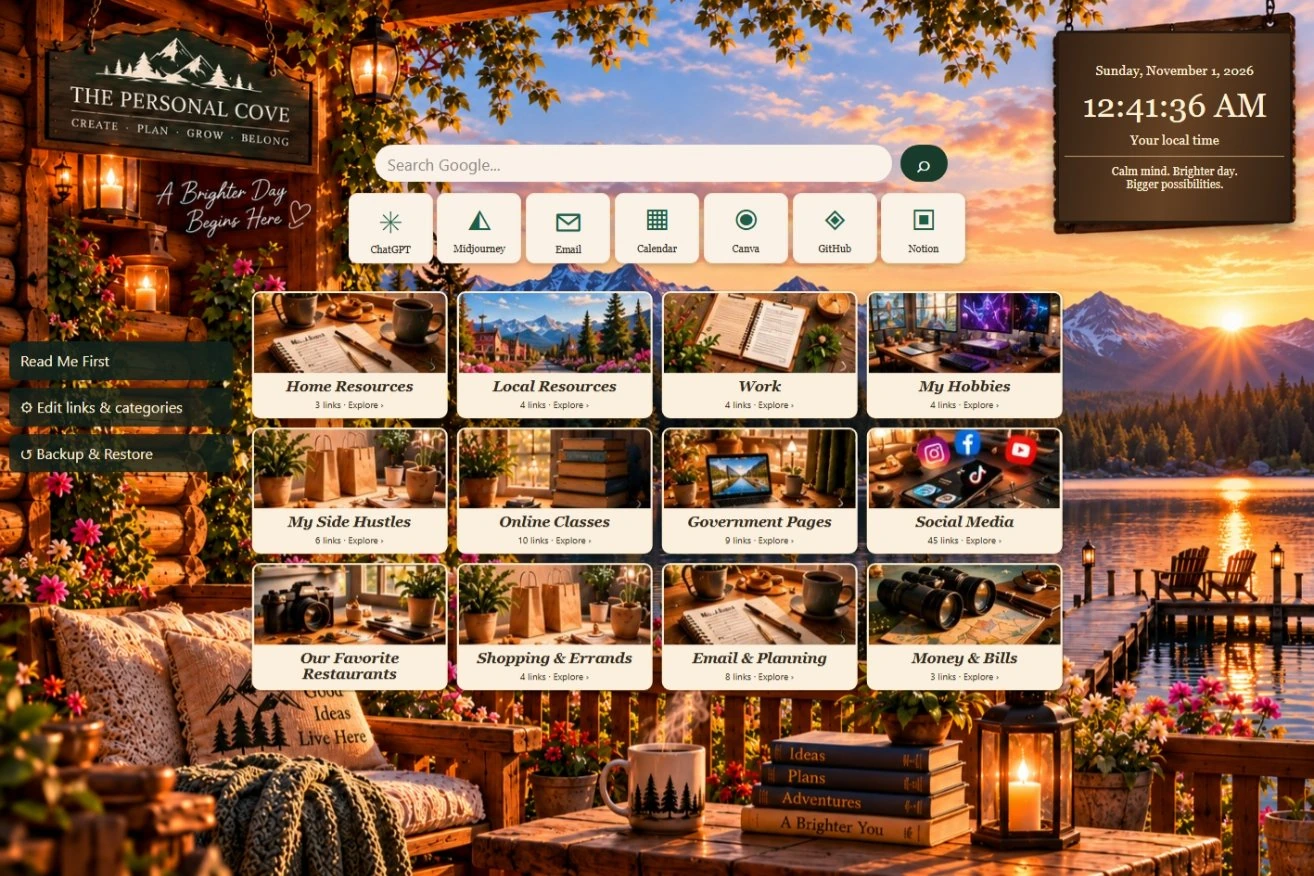 THE PERSONAL COVE
CREATE · PLAN · GROW · BELONG
A Brighter Day
Begins Here
Sunday, November 1, 2026
12:41:36 AM
Your local time
Calm mind. Brighter day.
Bigger possibilities.
Search Google...
ChatGPT
Midjourney
Email
Calendar
Canva
GitHub
Notion
Read Me First
⚙ Edit links & categories
↺ Backup & Restore
Home Resources
3 links · Explore ›
Local Resources
4 links · Explore ›
Work
4 links · Explore ›
My Hobbies
4 links · Explore ›
My Side Hustles
6 links · Explore ›
Online Classes
10 links · Explore ›
Government Pages
9 links · Explore ›
Social Media
45 links · Explore ›
Our Favorite
Restaurants
Shopping & Errands
4 links · Explore ›
Email & Planning
8 links · Explore ›
Money & Bills
3 links · Explore ›
Good
Ideas
Live Here
Ideas
Plans
Adventures
A Brighter You